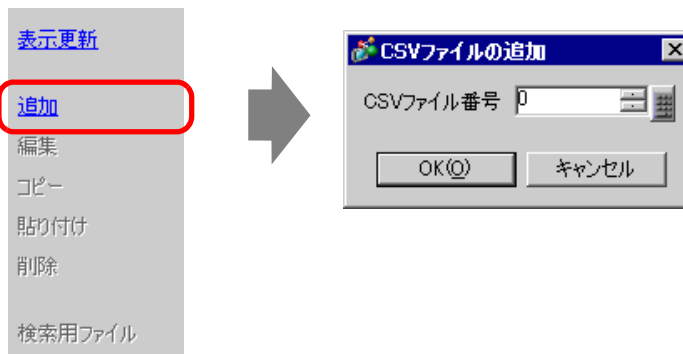 表示更新
追加
編集
コピー
貼り付け
削除
検索用ファイル
CSVファイルの追加
CSVファイル番号 0
OK(O) キャンセル